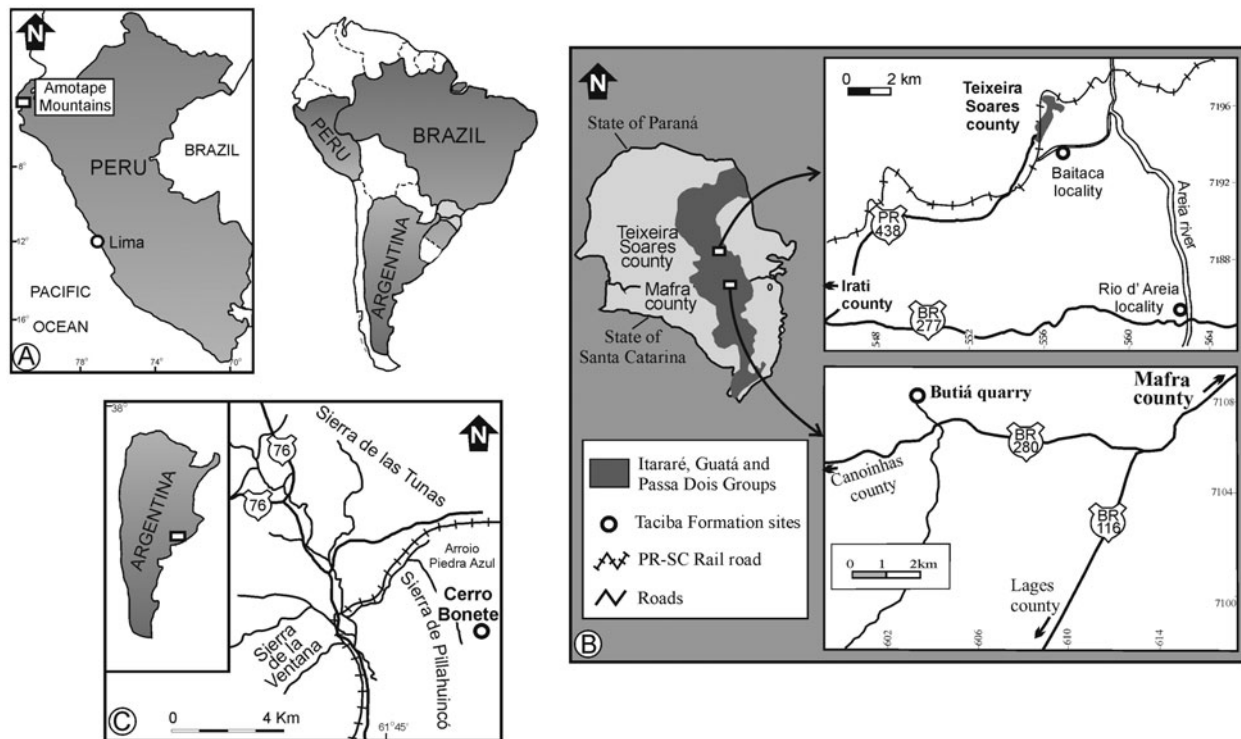 N
Amotape
Mountains
PERU
BRAZIL
8°
12°
Lima
PACIFIC
OCEAN
16°
78°
74°
70°
A
PERU
BRAZIL
ARGENTINA
N
State of Paraná
Teixeira
Soares
county
Mafra
county
State of
Santa Catarina
Itararé, Guatá and
Passa Dois Groups
Taciba Formation sites
PR-SC Rail road
Roads
B
0 2 km
Teixeira
Soares
county
Baitaca
locality
Areia river
PR
438
Irati
county
BR
277
Rio d' Areia
locality
7196
7192
7188
548
552
556
560
564
Butiá quarry
Mafra
county
BR
280
Canoinhas
county
BR
116
0 1 2km
Lages
county
7108
7104
7100
-602
606
-610
-614
38°
ARGENTINA
76
76
Sierra de las Tunas
N
Arroio
Piedra Azul
Cerro
Bonete
Sierra de Pillahuincó
Sierra
de la
Ventana
0 4 Km
61°45'
C